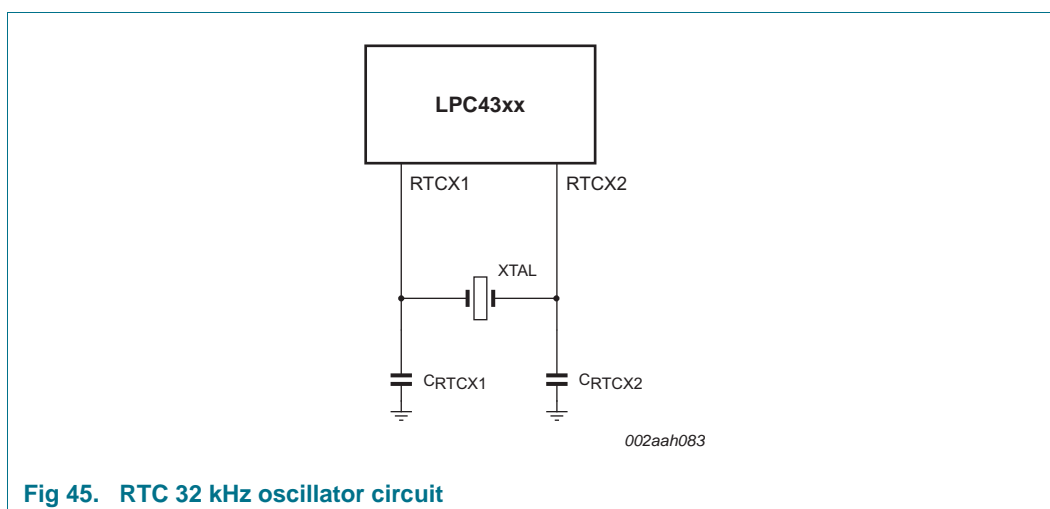 LPC43xx
RTCX1 RTCX2
XTAL
CRTCX1 CRTCX2
002aah083
Fig 45. RTC 32 kHz oscillator circuit